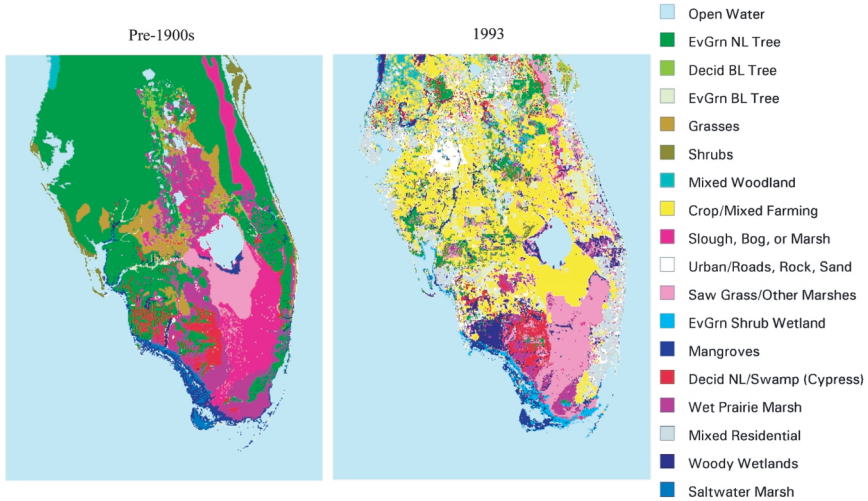 Pre-1900s
1993
Open Water
EvGrn NL Tree
Decid BL Tree
EvGrn BL Tree
Grasses
Shrubs
Mixed Woodland
Crop/Mixed Farming
Slough, Bog, or Marsh
Urban/Roads, Rock, Sand
Saw Grass/Other Marshes
EvGrn Shrub Wetland
Mangroves
Decid NL/Swamp (Cypress)
Wet Prairie Marsh
Mixed Residential
Woody Wetlands
Saltwater Marsh